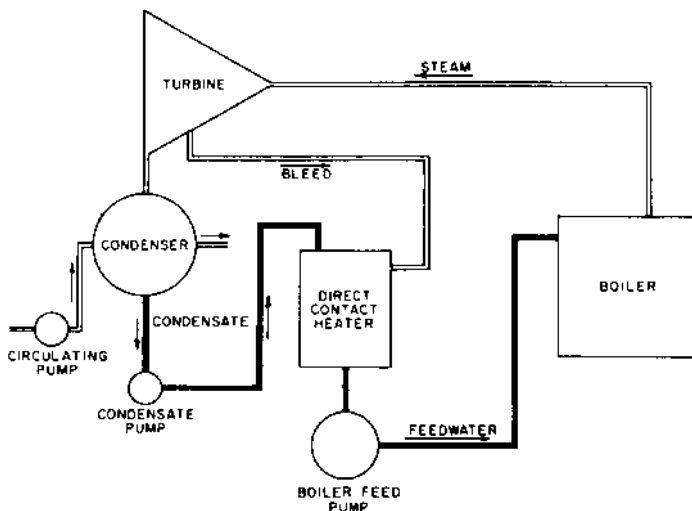 STEAM
TURBINE
BLEED
CONDENSER
BOILER
DIRECT
CONTACT
HEATER
CONDENSATE
CIRCULATING
PUMP
CONDENSATE
PUMP
FEEDWATER
BOILER FEED
PUMP